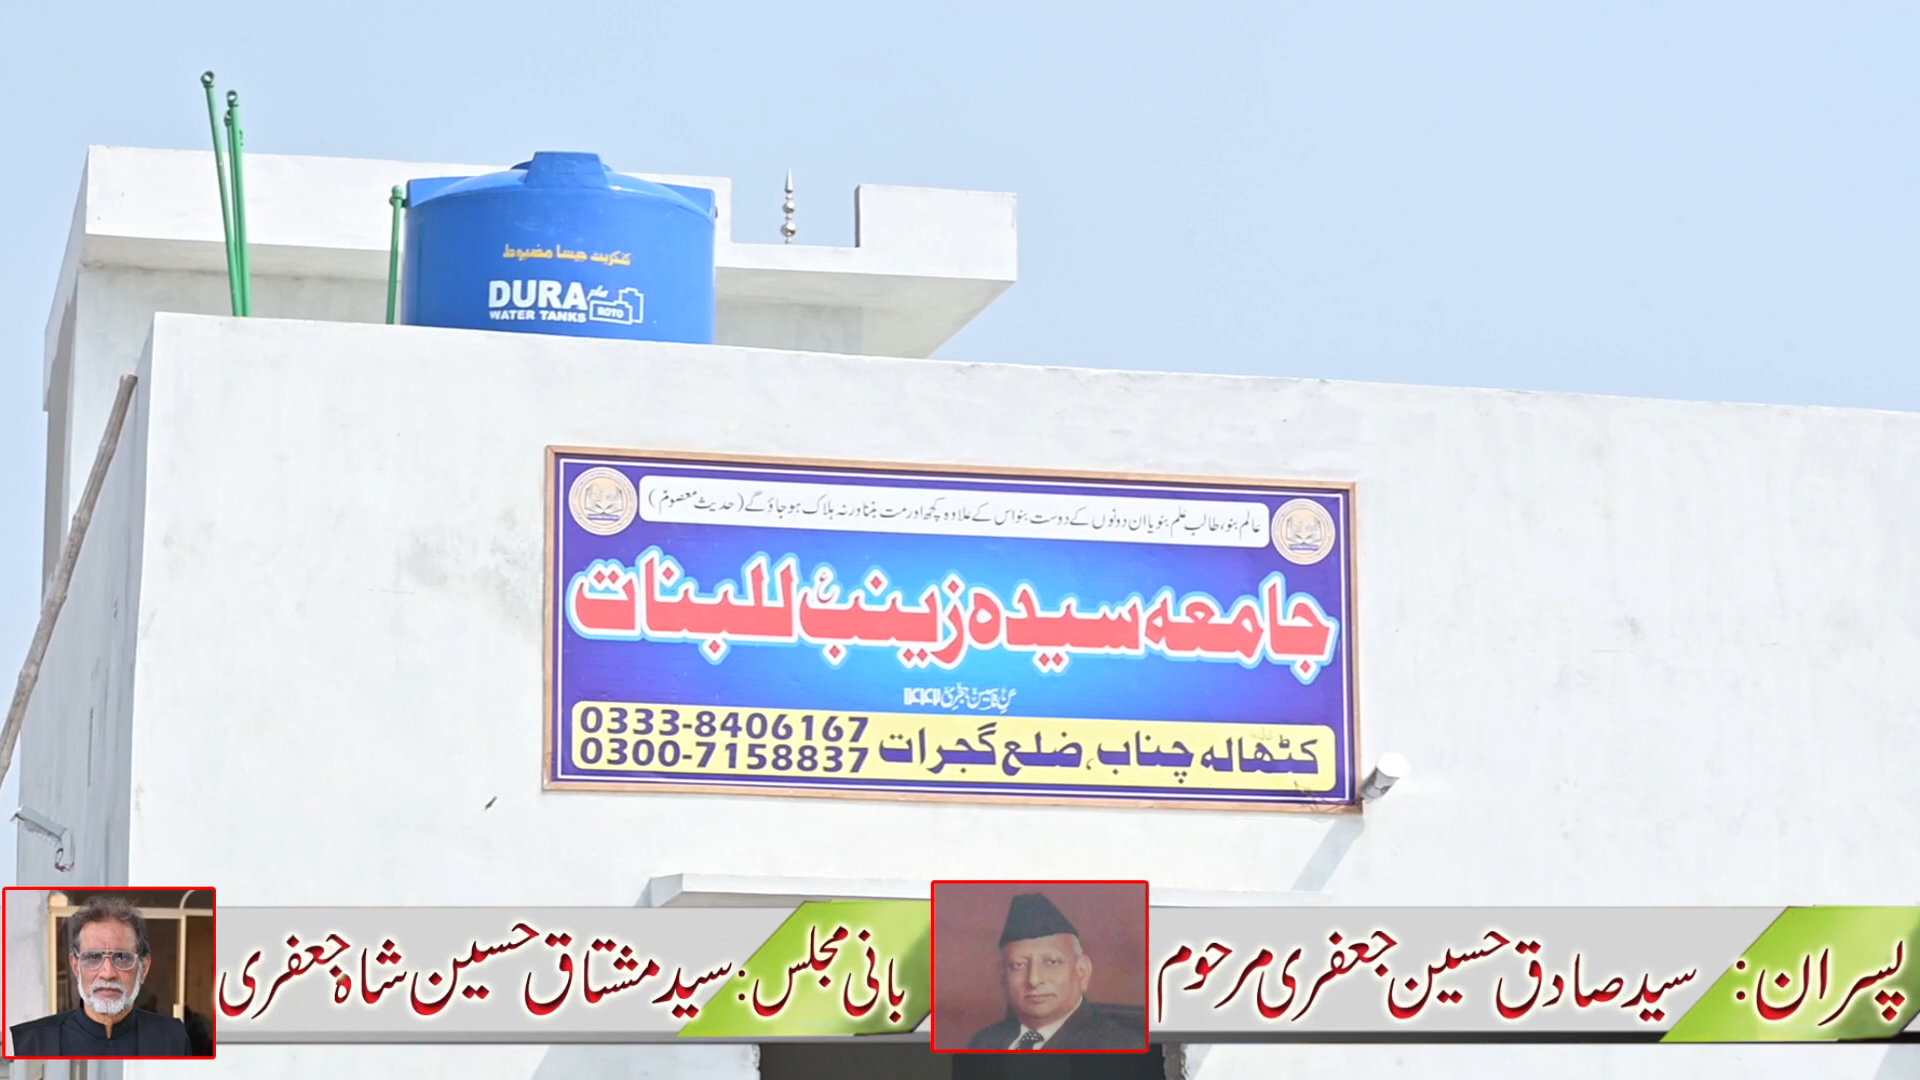 کنکریٹ جیسا مضبوط
DURA plus
WATER TANKS ROTO
عالم بنو، طالب علم بنو یا ان دونوں کے دوست بنو اس کے علاوہ کچھ اور مت بننا ورنہ ہلاک ہو جاؤ گے (حدیث معصومؑ)
جامعہ سیدہ زینبؑ للبنات
0333-8406167
0300-7158837
کٹھالہ چناب، ضلع گجرات
پسران: سید صادق حسین جعفری مرحوم
بانی مجلس: سید مشتاق حسین شاہ جعفری